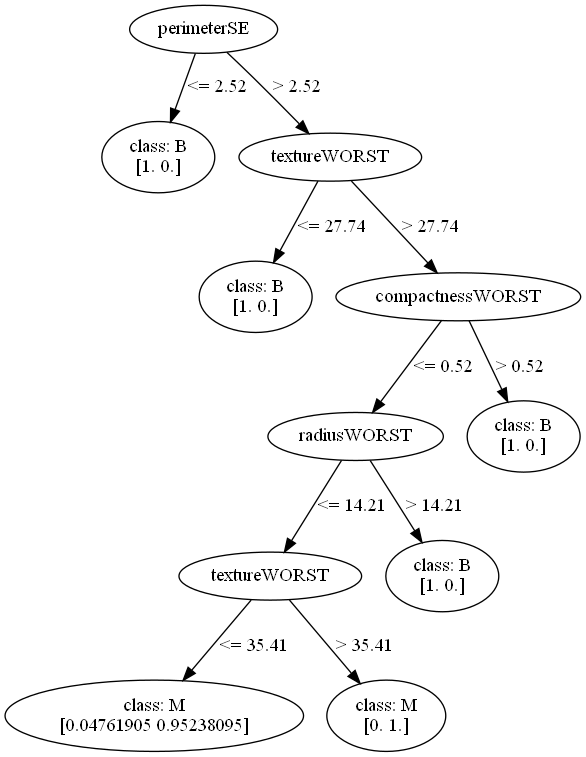 perimeterSE
<= 2.52
> 2.52
class: B
[1. 0.]
textureWORST
<= 27.74
> 27.74
class: B
[1. 0.]
compactnessWORST
<= 0.52
> 0.52
radiusWORST
class: B
[1. 0.]
<= 14.21
> 14.21
textureWORST
class: B
[1. 0.]
<= 35.41
> 35.41
class: M
[0.04761905 0.95238095]
class: M
[0. 1.]